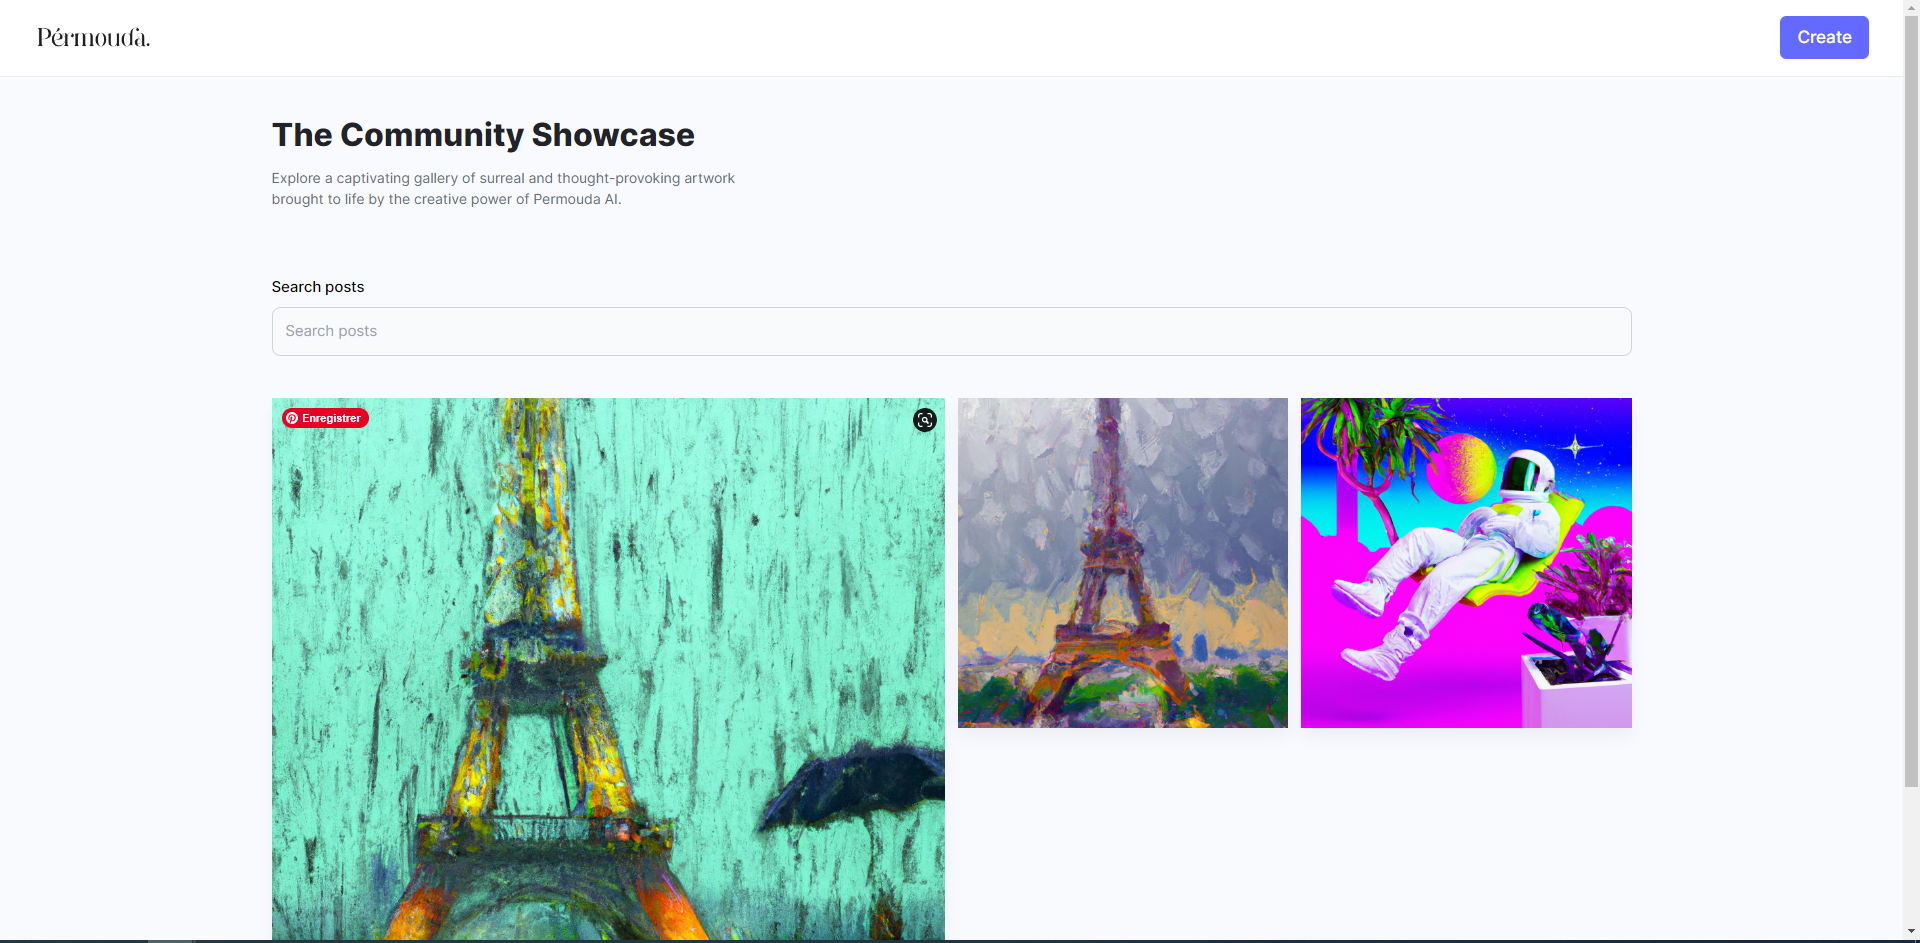 Pérmouda.
Create
The Community Showcase
Explore a captivating gallery of surreal and thought-provoking artwork
brought to life by the creative power of Permouda AI.
Search posts
Search posts
Enregistrer